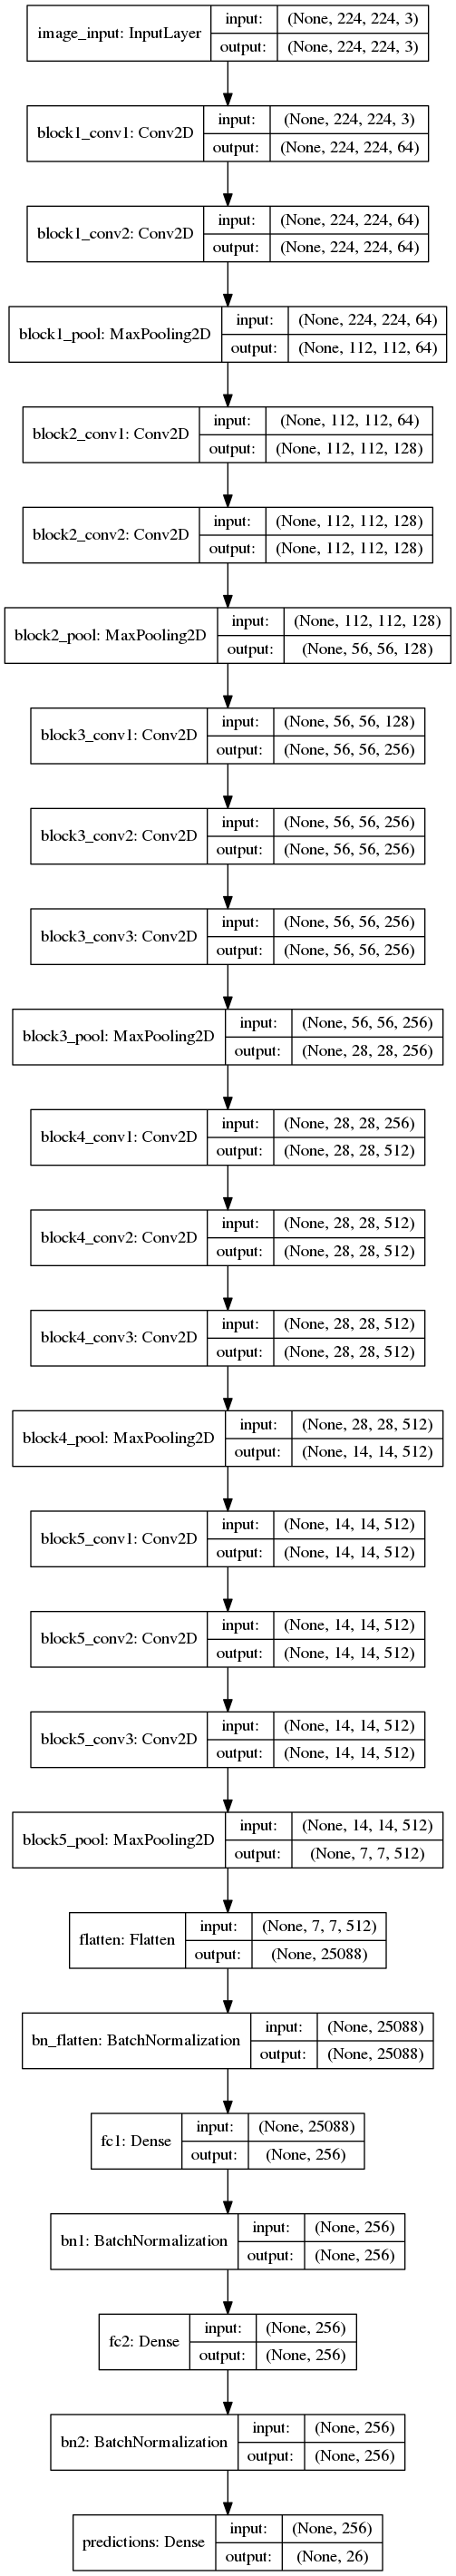 image_input: InputLayer
input: (None, 224, 224, 3)
output: (None, 224, 224, 3)
block1_conv1: Conv2D
input: (None, 224, 224, 3)
output: (None, 224, 224, 64)
block1_conv2: Conv2D
input: (None, 224, 224, 64)
output: (None, 224, 224, 64)
block1_pool: MaxPooling2D
input: (None, 224, 224, 64)
output: (None, 112, 112, 64)
block2_conv1: Conv2D
input: (None, 112, 112, 64)
output: (None, 112, 112, 128)
block2_conv2: Conv2D
input: (None, 112, 112, 128)
output: (None, 112, 112, 128)
block2_pool: MaxPooling2D
input: (None, 112, 112, 128)
output: (None, 56, 56, 128)
block3_conv1: Conv2D
input: (None, 56, 56, 128)
output: (None, 56, 56, 256)
block3_conv2: Conv2D
input: (None, 56, 56, 256)
output: (None, 56, 56, 256)
block3_conv3: Conv2D
input: (None, 56, 56, 256)
output: (None, 56, 56, 256)
block3_pool: MaxPooling2D
input: (None, 56, 56, 256)
output: (None, 28, 28, 256)
block4_conv1: Conv2D
input: (None, 28, 28, 256)
output: (None, 28, 28, 512)
block4_conv2: Conv2D
input: (None, 28, 28, 512)
output: (None, 28, 28, 512)
block4_conv3: Conv2D
input: (None, 28, 28, 512)
output: (None, 28, 28, 512)
block4_pool: MaxPooling2D
input: (None, 28, 28, 512)
output: (None, 14, 14, 512)
block5_conv1: Conv2D
input: (None, 14, 14, 512)
output: (None, 14, 14, 512)
block5_conv2: Conv2D
input: (None, 14, 14, 512)
output: (None, 14, 14, 512)
block5_conv3: Conv2D
input: (None, 14, 14, 512)
output: (None, 14, 14, 512)
block5_pool: MaxPooling2D
input: (None, 14, 14, 512)
output: (None, 7, 7, 512)
flatten: Flatten
input: (None, 7, 7, 512)
output: (None, 25088)
bn_flatten: BatchNormalization
input: (None, 25088)
output: (None, 25088)
fc1: Dense
input: (None, 25088)
output: (None, 256)
bn1: BatchNormalization
input: (None, 256)
output: (None, 256)
fc2: Dense
input: (None, 256)
output: (None, 256)
bn2: BatchNormalization
input: (None, 256)
output: (None, 256)
predictions: Dense
input: (None, 256)
output: (None, 26)